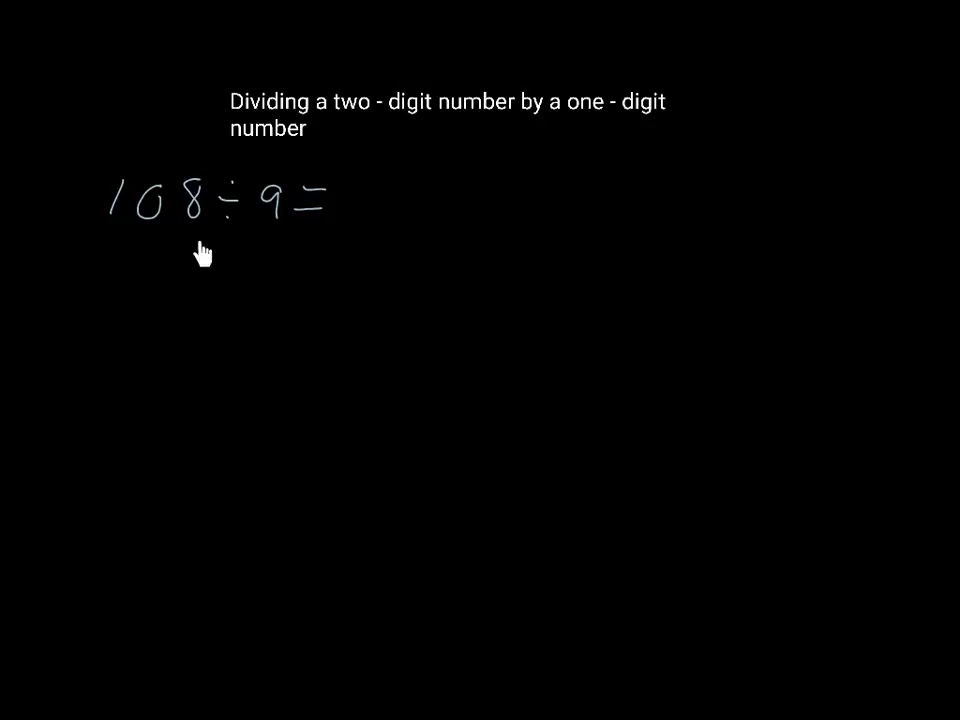 Dividing a two - digit number by a one - digit
number
108 ÷ 9 =